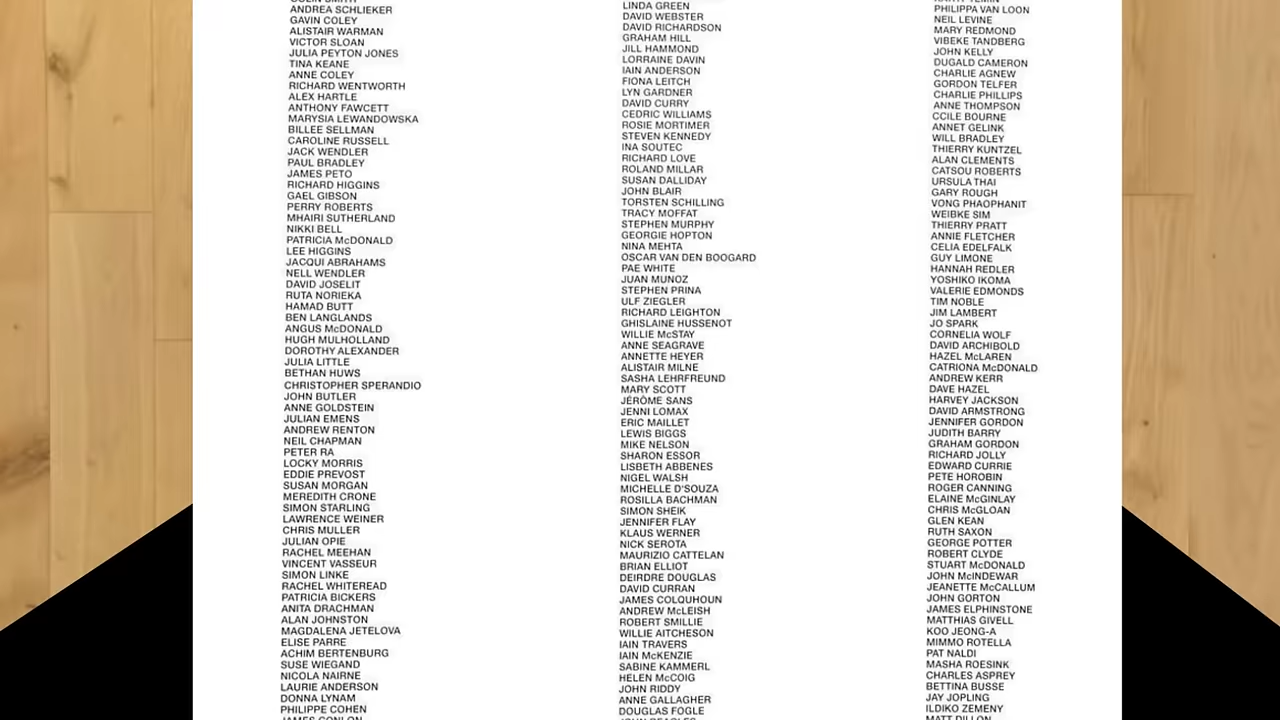 ANDREA SCHLIEKER
GAVIN COLEY
ALISTAIR WARMAN
VICTOR SLOAN
JULIA PEYTON JONES
TINA KEANE
ANNE COLEY
RICHARD WENTWORTH
ALEX HARTLE
ANTHONY FAWCETT
MARYSIA LEWANDOWSKA
BILLEE SELLMAN
CAROLINE RUSSELL
JACK WENDLER
PAUL BRADLEY
JAMES PETO
RICHARD HIGGINS
GAEL GIBSON
PERRY ROBERTS
MHAIRI SUTHERLAND
NIKKI BELL
PATRICIA McDONALD
LEE HIGGINS
JACQUI ABRAHAMS
NELL WENDLER
DAVID JOSELIT
RUTA NORIEKA
HAMAD BUTT
BEN LANGLANDS
ANGUS McDONALD
HUGH MULHOLLAND
DOROTHY ALEXANDER
JULIA LITTLE
BETHAN HUWS
CHRISTOPHER SPERANDIO
JOHN BUTLER
ANNE GOLDSTEIN
JULIAN EMENS
ANDREW RENTON
NEIL CHAPMAN
PETER RA
LOCKY MORRIS
EDDIE PREVOST
SUSAN MORGAN
MEREDITH CRONE
SIMON STARLING
LAWRENCE WEINER
CHRIS MULLER
JULIAN OPIE
RACHEL MEEHAN
VINCENT VASSEUR
SIMON LINKE
RACHEL WHITEREAD
PATRICIA BICKERS
ANITA DRACHMAN
ALAN JOHNSTON
MAGDALENA JETELOVA
ELISE PARRE
ACHIM BERTENBURG
SUSE WIEGAND
NICOLA NAIRNE
LAURIE ANDERSON
DONNA LYNAM
PHILIPPE COHEN
JAMES CONLON
LINDA GREEN
DAVID WEBSTER
DAVID RICHARDSON
GRAHAM HILL
JILL HAMMOND
LORRAINE DAVIN
IAIN ANDERSON
FIONA LEITCH
LYN GARDNER
DAVID CURRY
CEDRIC WILLIAMS
ROSIE MORTIMER
STEVEN KENNEDY
INA SOUTEC
RICHARD LOVE
ROLAND MILLAR
SUSAN DALLIDAY
JOHN BLAIR
TORSTEN SCHILLING
TRACY MOFFAT
STEPHEN MURPHY
GEORGIE HOPTON
NINA MEHTA
OSCAR VAN DEN BOOGARD
PAE WHITE
JUAN MUNOZ
STEPHEN PRINA
ULF ZIEGLER
RICHARD LEIGHTON
GHISLAINE HUSSENOT
WILLIE McSTAY
ANNE SEAGRAVE
ANNETTE HEYER
ALISTAIR MILNE
SASHA LEHRFREUND
MARY SCOTT
JÉRÔME SANS
JENNI LOMAX
ERIC MAILLET
LEWIS BIGGS
MIKE NELSON
SHARON ESSOR
LISBETH ABBENES
NIGEL WALSH
MICHELLE D'SOUZA
ROSILLA BACHMAN
SIMON SHEIK
JENNIFER FLAY
KLAUS WERNER
NICK SEROTA
MAURIZIO CATTELAN
BRIAN ELLIOT
DEIRDRE DOUGLAS
DAVID CURRAN
JAMES COLQUHOUN
ANDREW McLEISH
ROBERT SMILLIE
WILLIE AITCHESON
IAIN TRAVERS
IAIN McKENZIE
SABINE KAMMERL
HELEN McCOIG
JOHN RIDDY
ANNE GALLAGHER
DOUGLAS FOGLE
PHILIPPA VAN LOON
NEIL LEVINE
MARY REDMOND
VIBEKE TANDBERG
JOHN KELLY
DUGALD CAMERON
CHARLIE AGNEW
GORDON TELFER
CHARLIE PHILLIPS
ANNE THOMPSON
CCILE BOURNE
ANNET GELINK
WILL BRADLEY
THIERRY KUNTZEL
ALAN CLEMENTS
CATSOU ROBERTS
URSULA THAI
GARY ROUGH
VONG PHAOPHANIT
WEIBKE SIM
THIERRY PRATT
ANNIE FLETCHER
CELIA EDELFALK
GUY LIMONE
HANNAH REDLER
YOSHIKO IKOMA
VALERIE EDMONDS
TIM NOBLE
JIM LAMBERT
JO SPARK
CORNELIA WOLF
DAVID ARCHIBOLD
HAZEL McLAREN
CATRIONA McDONALD
ANDREW KERR
DAVE HAZEL
HARVEY JACKSON
DAVID ARMSTRONG
JENNIFER GORDON
JUDITH BARRY
GRAHAM GORDON
RICHARD JOLLY
EDWARD CURRIE
PETE HOROBIN
ROGER CANNING
ELAINE McGINLAY
CHRIS McGLOAN
GLEN KEAN
RUTH SAXON
GEORGE POTTER
ROBERT CLYDE
STUART McDONALD
JOHN McINDEWAR
JEANETTE McCALLUM
JOHN GORTON
JAMES ELPHINSTONE
MATTHIAS GIVELL
KOO JEONG-A
MIMMO ROTELLA
PAT NALDI
MASHA ROESINK
CHARLES ASPREY
BETTINA BUSSE
JAY JOPLING
ILDIKO ZEMENY
MATT DILLON